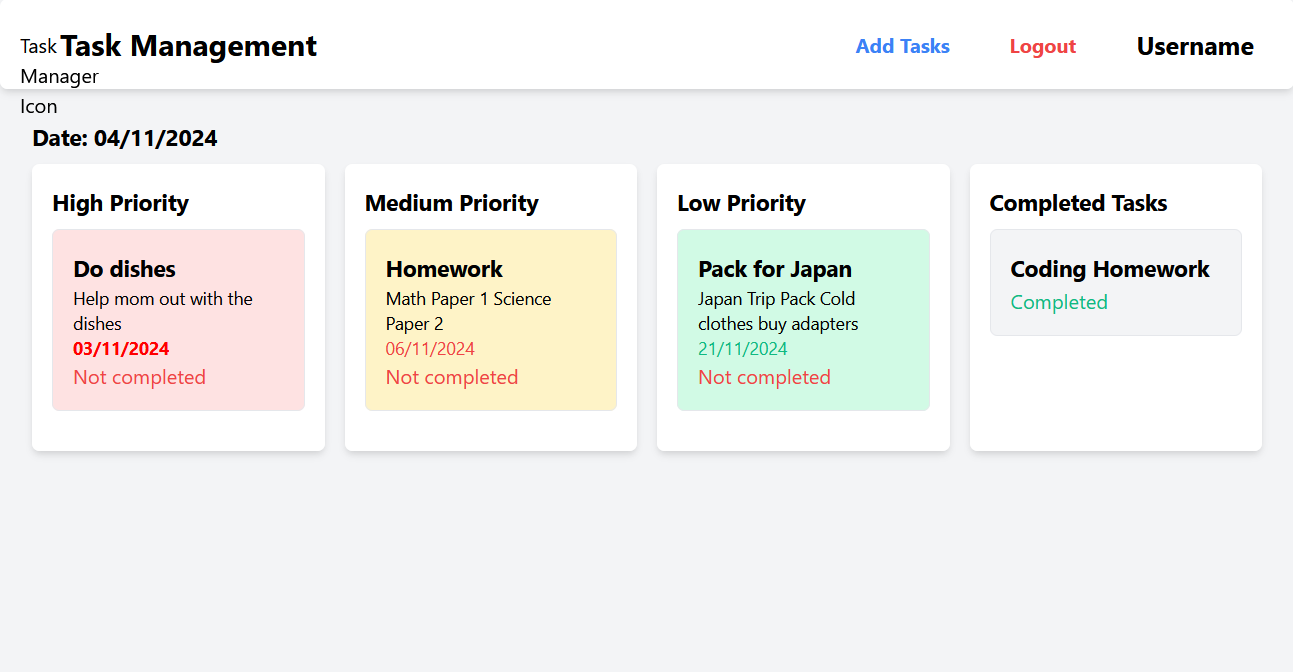 Task
Manager
Icon
Task Management
Add Tasks
Logout
Username
Date: 04/11/2024
High Priority
Do dishes
Help mom out with the
dishes
03/11/2024
Not completed
Medium Priority
Homework
Math Paper 1 Science
Paper 2
06/11/2024
Not completed
Low Priority
Pack for Japan
Japan Trip Pack Cold
clothes buy adapters
21/11/2024
Not completed
Completed Tasks
Coding Homework
Completed